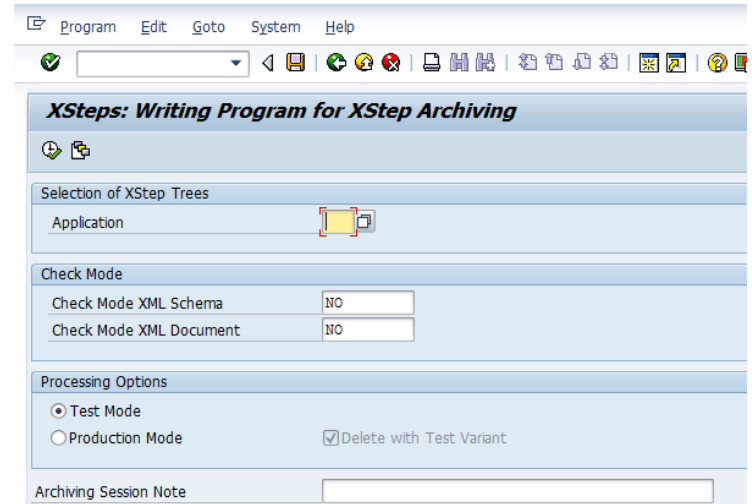 Program Edit Goto System Help
XSteps: Writing Program for XStep Archiving
Selection of XStep Trees
Application
Check Mode
Check Mode XML Schema NO
Check Mode XML Document NO
Processing Options
Test Mode
Production Mode Delete with Test Variant
Archiving Session Note